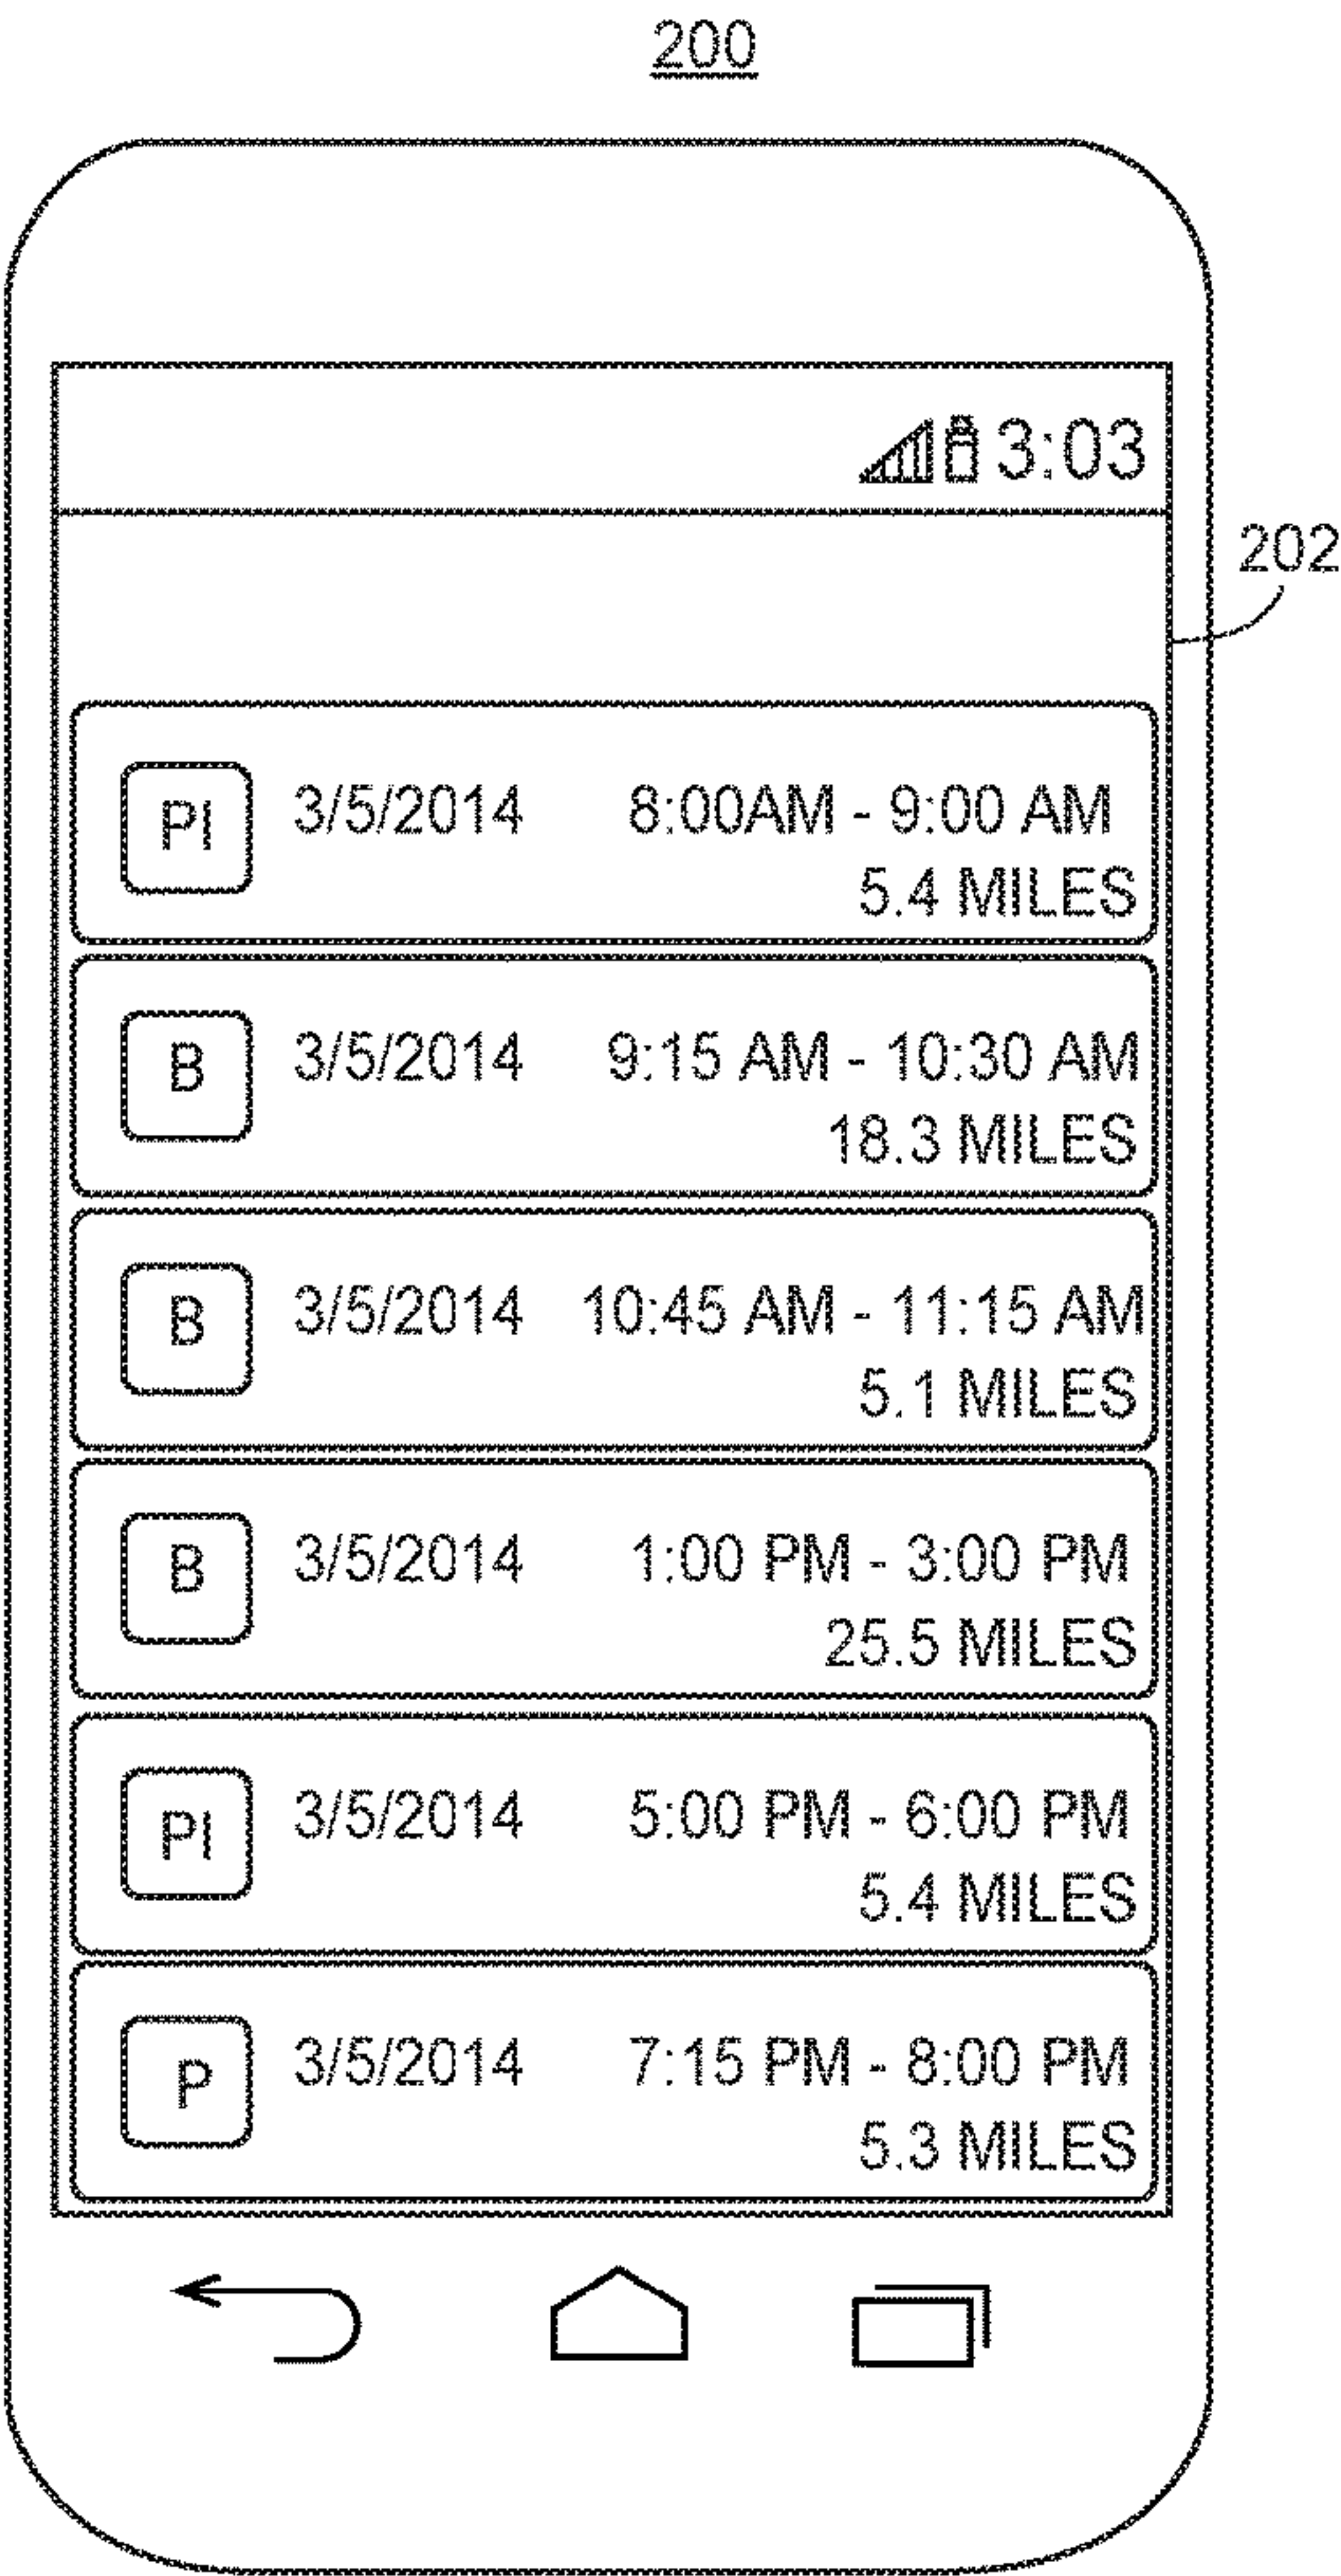 200
3:03
202
PI 3/5/2014 8:00AM - 9:00 AM
5.4 MILES
B 3/5/2014 9:15 AM - 10:30 AM
18.3 MILES
B 3/5/2014 10:45 AM - 11:15 AM
5.1 MILES
B 3/5/2014 1:00 PM - 3:00 PM
25.5 MILES
PI 3/5/2014 5:00 PM - 6:00 PM
5.4 MILES
P 3/5/2014 7:15 PM - 8:00 PM
5.3 MILES